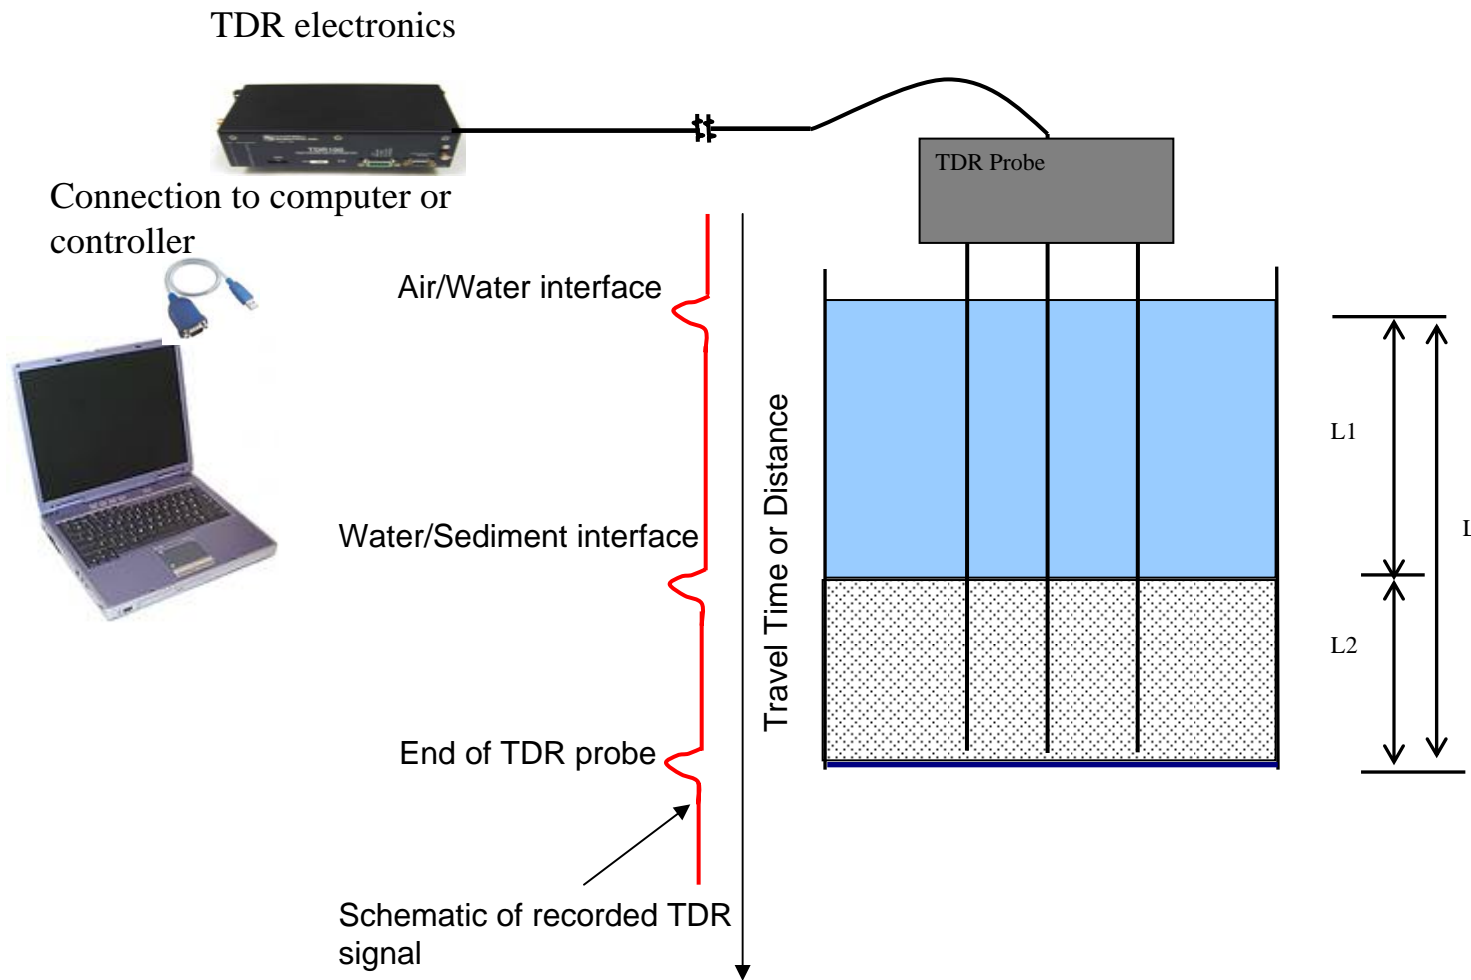 TDR electronics
TDR100
Connection to computer or
controller
TDR Probe
Air/Water interface
Water/Sediment interface
End of TDR probe
Schematic of recorded TDR
signal
Travel Time or Distance
L1
L
L2